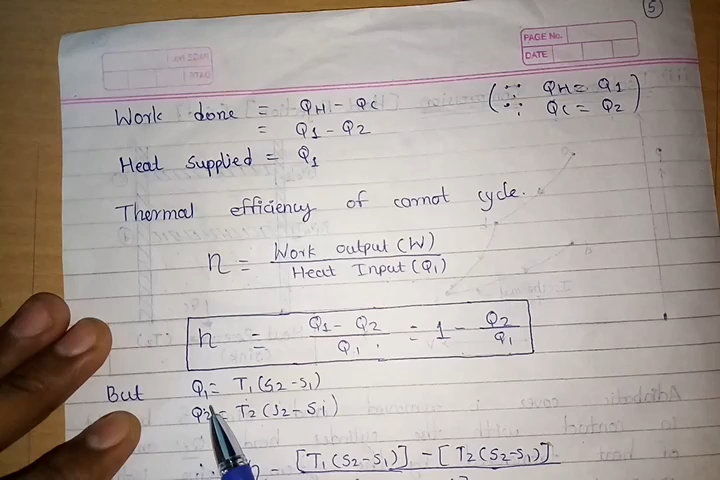 5
PAGE No.
DATE
Work done = QH - QC (∵ QH = Q1
= Q1 - Q2 ∵ QC = Q2)
Heat Supplied = Q1
Thermal efficiency of carnot cycle.
η = Work output (W)
Heat Input (Q1)
η = Q1 - Q2 = 1 - Q2
Q1 Q1
But Q1 = T1 (S2 - S1)
Q2 = T2 (S2 - S1)
[T1 (S2 - S1)] - [T2 (S2 - S1)]